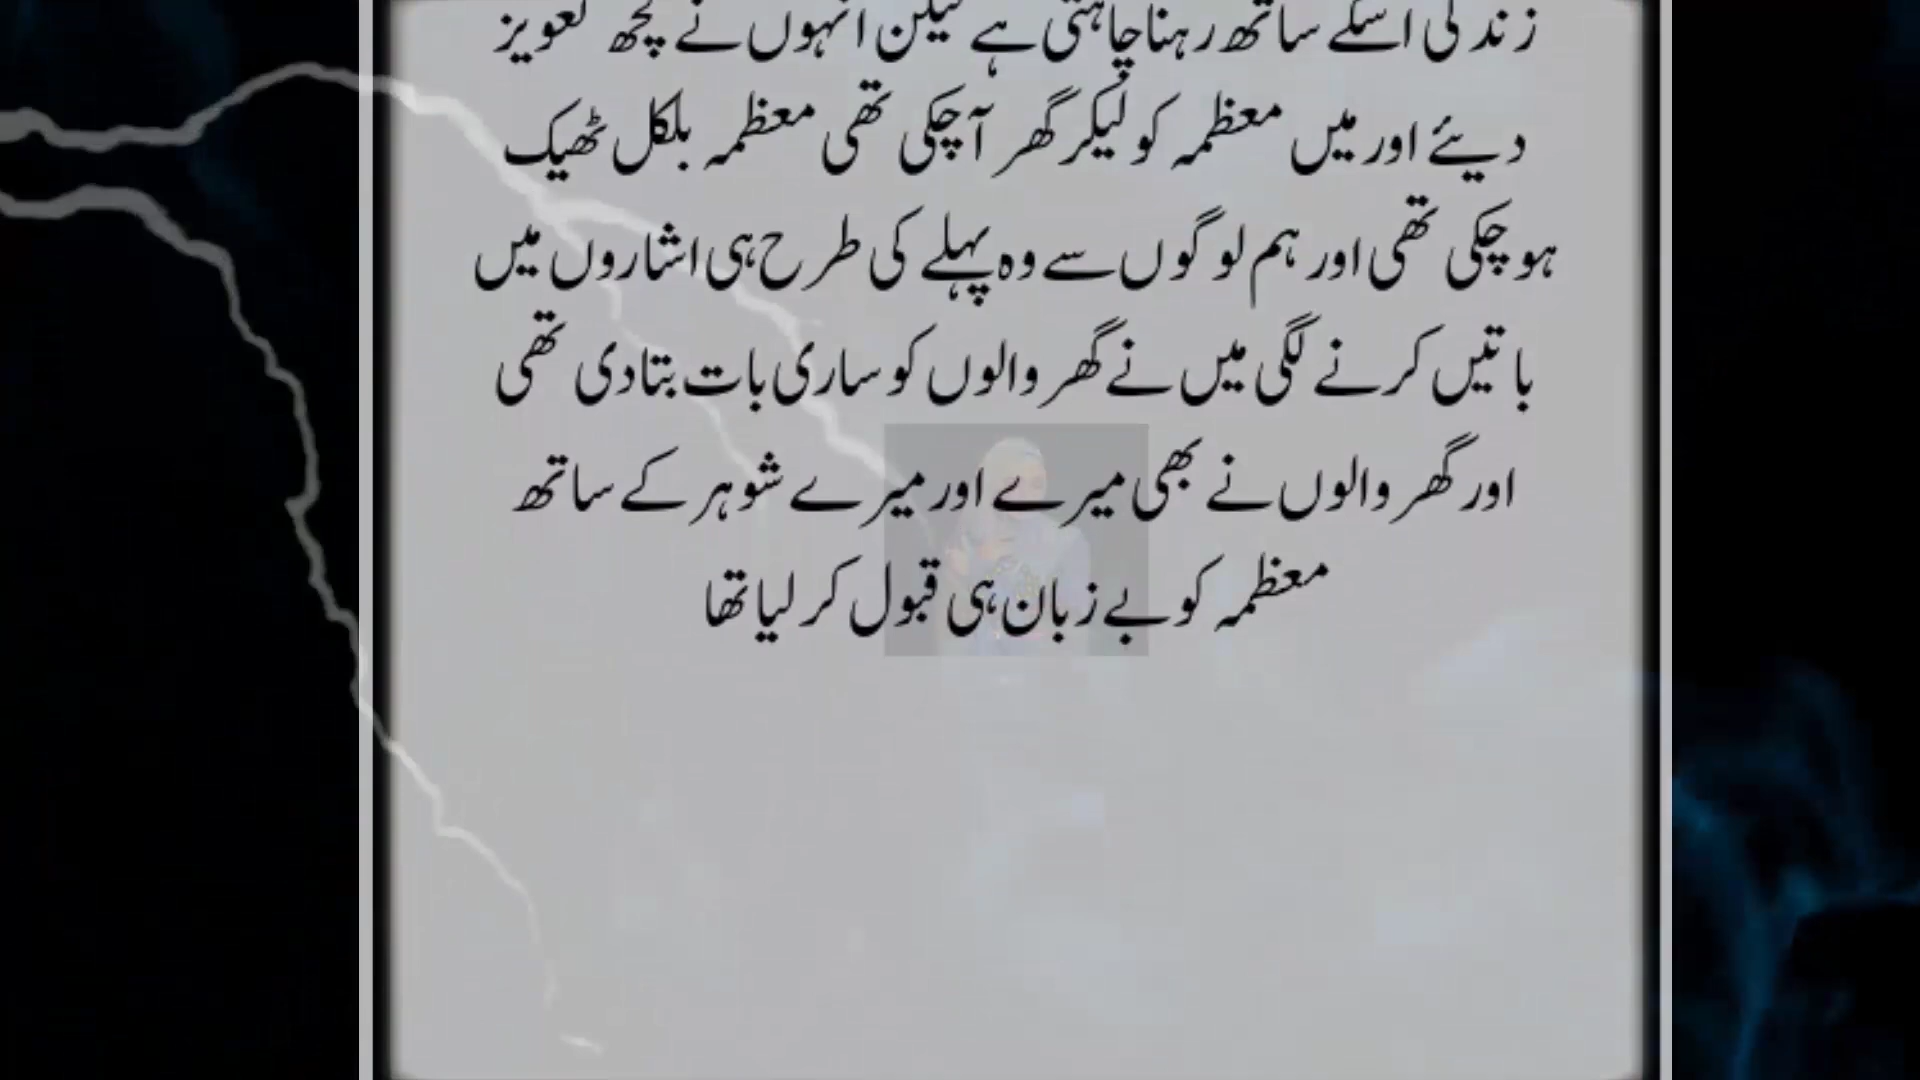 زندگی اسکے ساتھ رہنا چاہتی ہے لیکن انہوں نے کچھ تعویز
دیئے اور میں معظمہ کو لیکر گھر آ چکی تھی معظمہ بلکل ٹھیک
ہو چکی تھی اور ہم لوگوں سے وہ پہلے کی طرح ہی اشاروں میں
باتیں کرنے لگی میں نے گھر والوں کو ساری بات بتا دی تھی
اور گھر والوں نے بھی میرے اور میرے شوہر کے ساتھ
معظمہ کو بے زبان ہی قبول کر لیا تھا